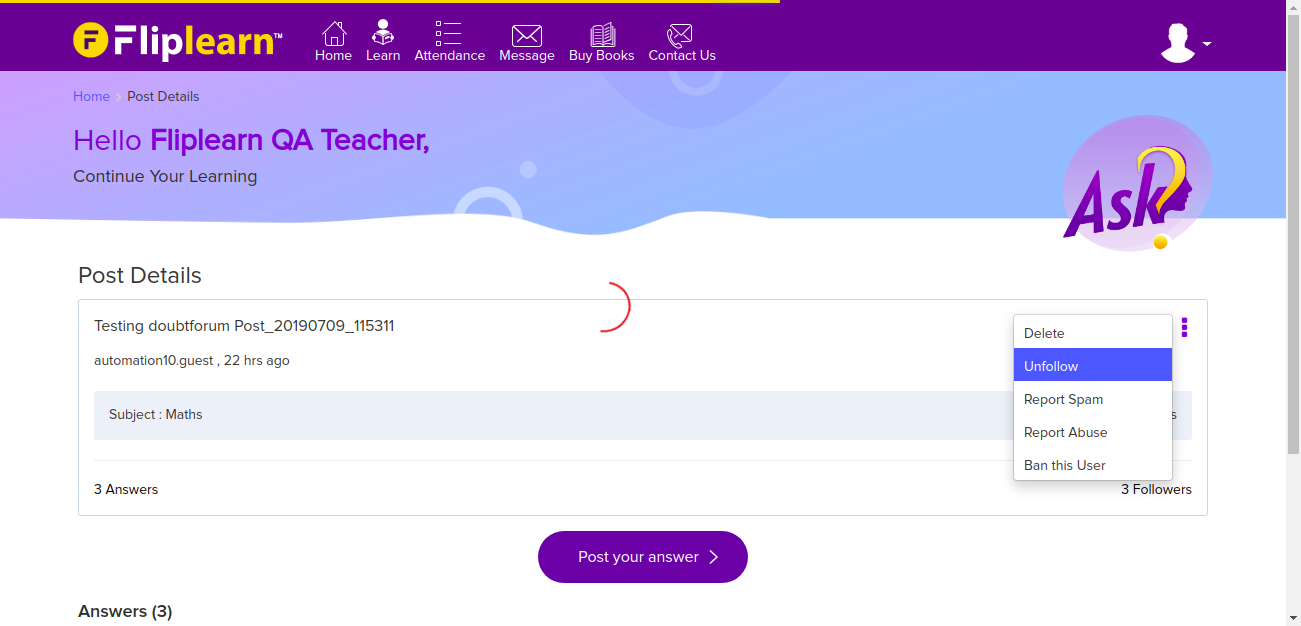 Fliplearn™
Home Learn Attendance Message Buy Books Contact Us
Home > Post Details
Hello Fliplearn QA Teacher,
Continue Your Learning
Ask?
Post Details
Testing doubtforum Post_20190709_115311
automation10.guest , 22 hrs ago
Subject : Maths
Delete
Unfollow
Report Spam
Report Abuse
Ban this User
3 Answers
3 Followers
Post your answer
Answers (3)